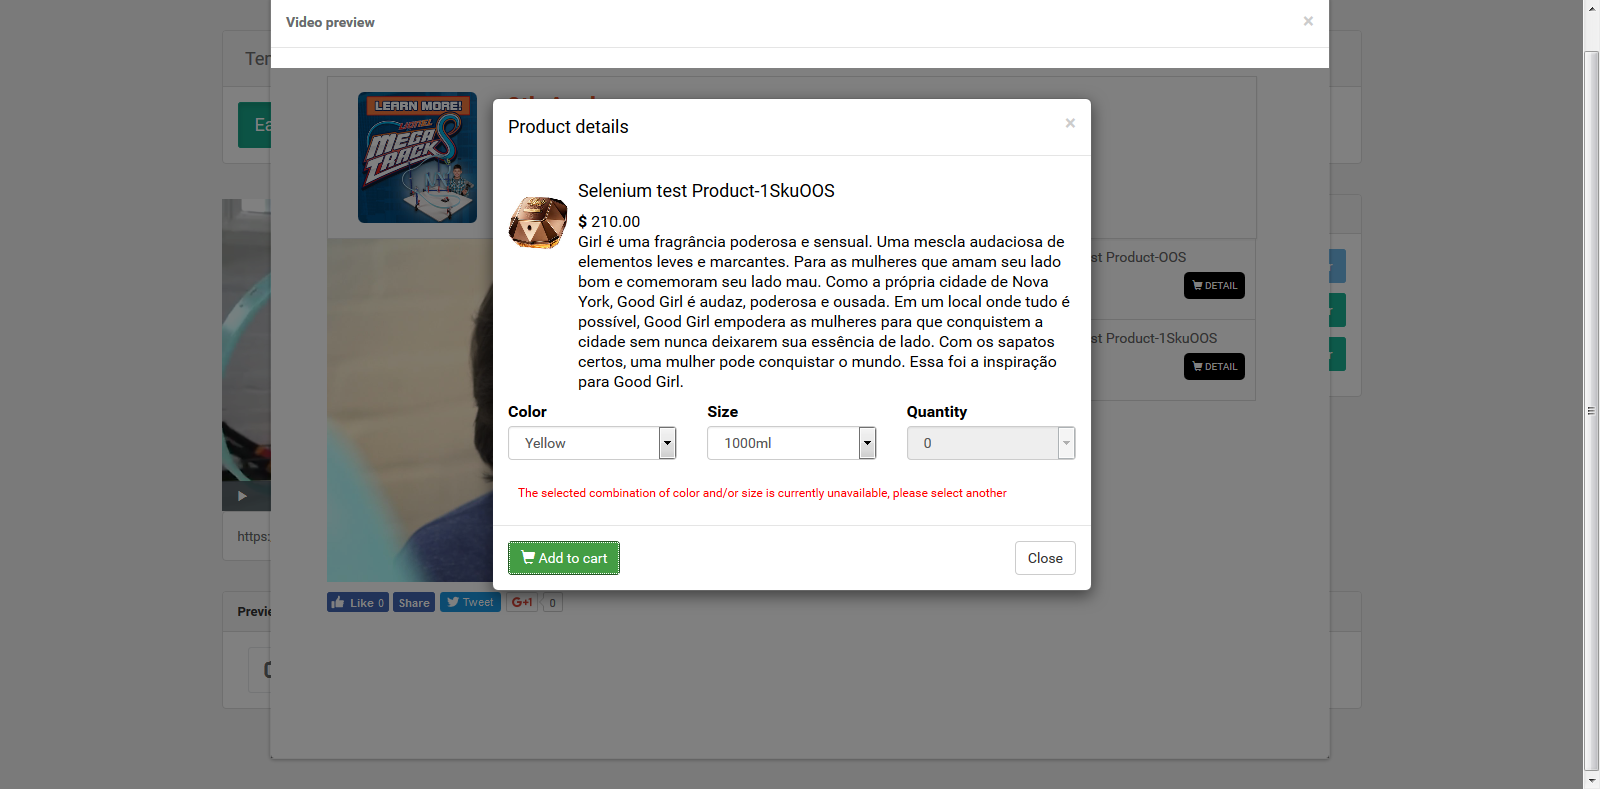 Video preview
×
LEARN MORE!
MEGA
TRACK
8
Product details
×
Selenium test Product-1SkuOOS
$ 210.00
Girl é uma fragrância poderosa e sensual. Uma mescla audaciosa de
elementos leves e marcantes. Para as mulheres que amam seu lado
bom e comemoram seu lado mau. Como a própria cidade de Nova
York, Good Girl é audaz, poderosa e ousada. Em um local onde tudo é
possível, Good Girl empodera as mulheres para que conquistem a
cidade sem nunca deixarem sua essência de lado. Com os sapatos
certos, uma mulher pode conquistar o mundo. Essa foi a inspiração
para Good Girl.
Color
Size
Quantity
Yellow
1000ml
0
The selected combination of color and/or size is currently unavailable, please select another
Add to cart
Close
st Product-OOS
DETAIL
st Product-1SkuOOS
DETAIL
https:
Like 0
Share
Tweet
G+1
0
Previe